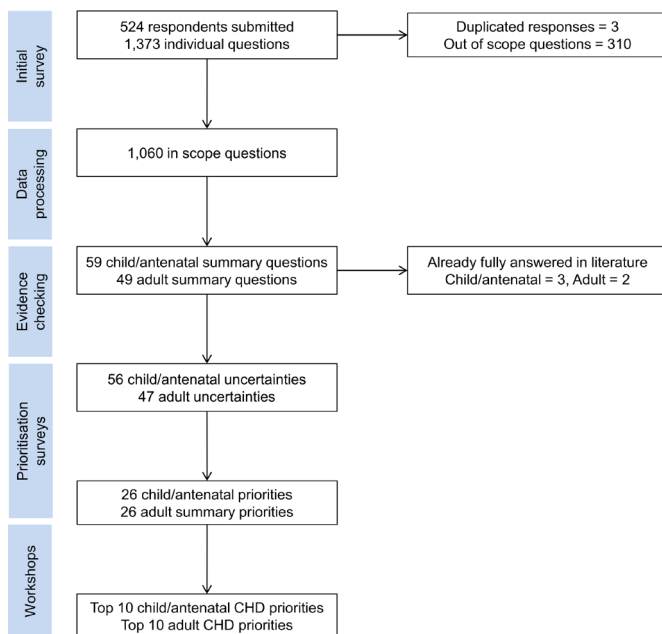 Initial
survey
524 respondents submitted
1,373 individual questions
Duplicated responses = 3
Out of scope questions = 310
Data
processing
1,060 in scope questions
Evidence
checking
59 child/antenatal summary questions
49 adult summary questions
Already fully answered in literature
Child/antenatal = 3, Adult = 2
Prioritisation
surveys
56 child/antenatal uncertainties
47 adult uncertainties
26 child/antenatal priorities
26 adult summary priorities
Workshops
Top 10 child/antenatal CHD priorities
Top 10 adult CHD priorities